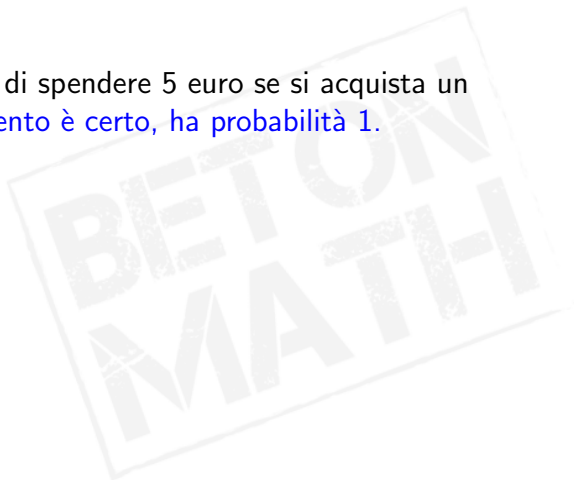 di spendere 5 euro se si acquista un
ento è certo, ha probabilità 1.
BET ON
MATH